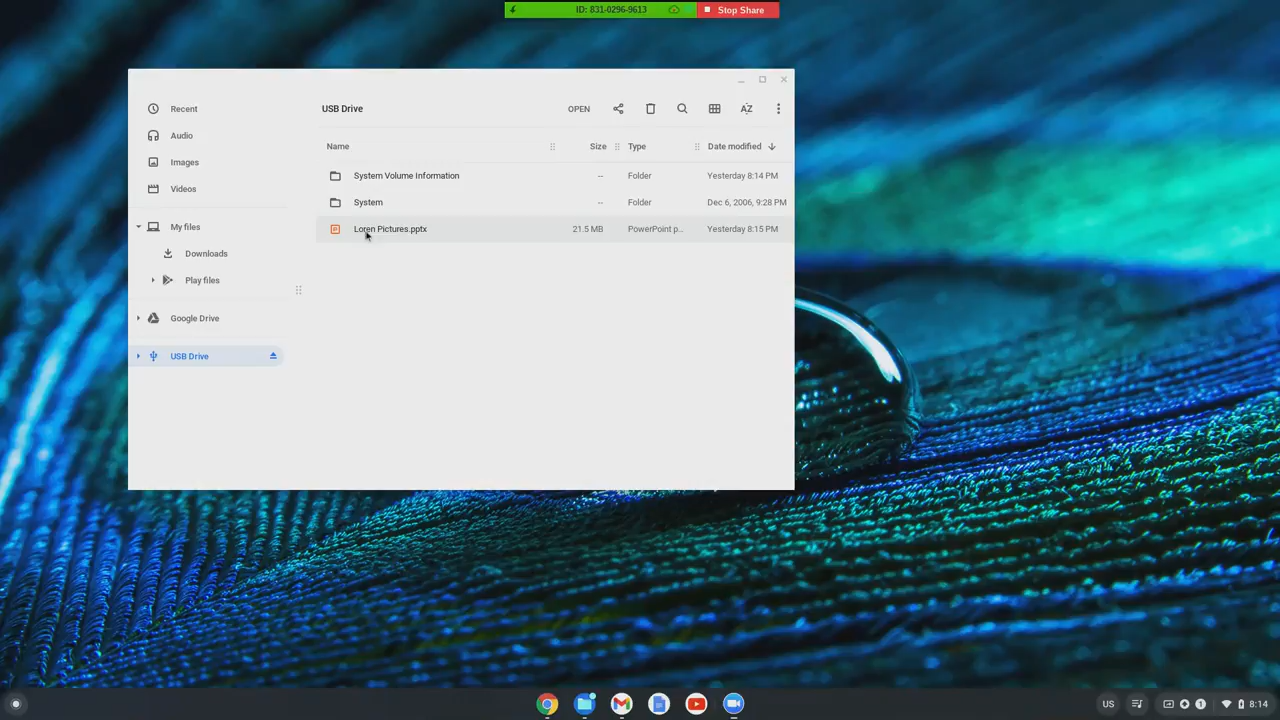 ID: 831-0296-9613
Stop Share
Recent
Audio
Images
Videos
My files
Downloads
Play files
Google Drive
USB Drive
USB Drive
OPEN
AZ
Name Size Type Date modified
System Volume Information -- Folder Yesterday 8:14 PM
System -- Folder Dec 6, 2006, 9:28 PM
Loren Pictures.pptx 21.5 MB PowerPoint p... Yesterday 8:15 PM
US
1
8:14